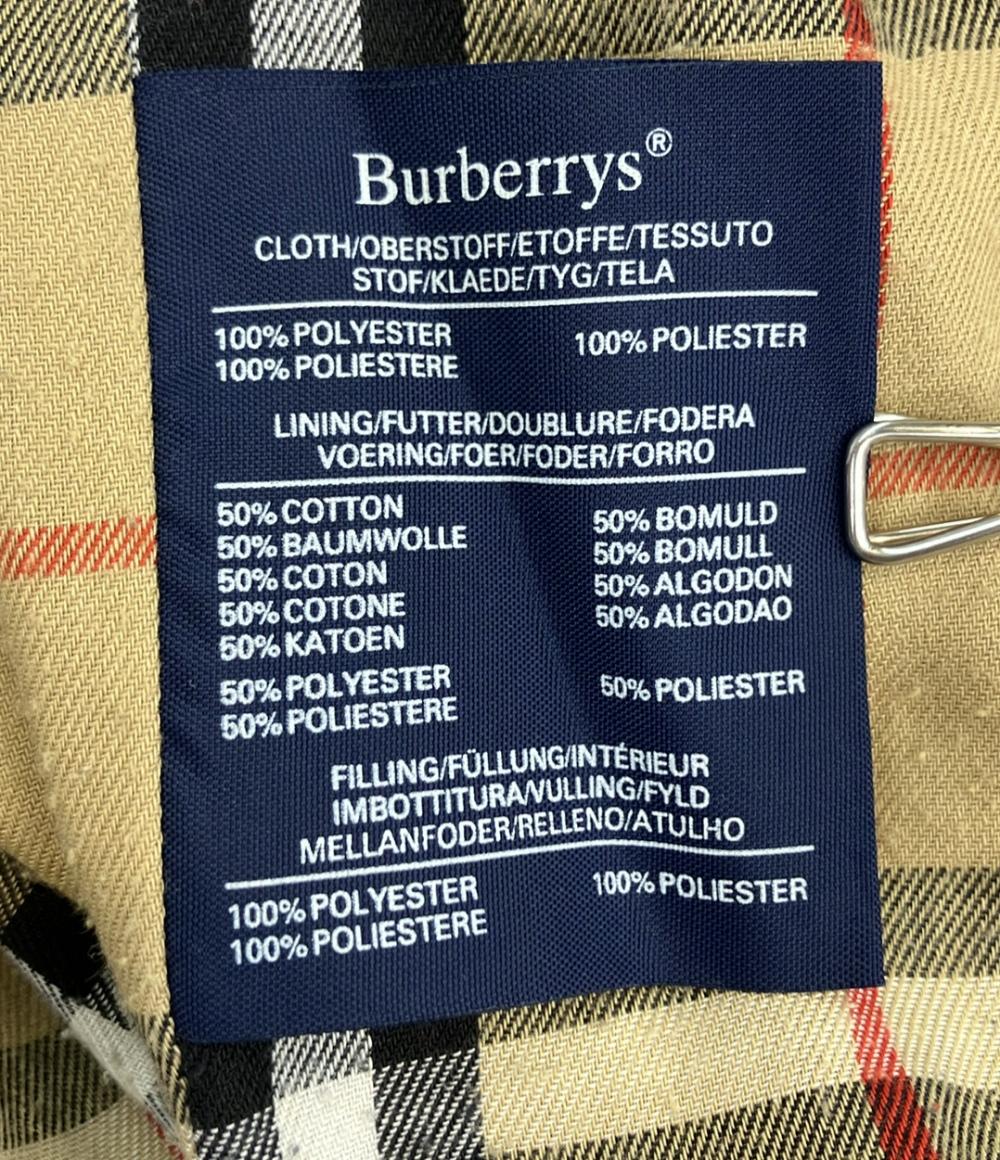 Burberrys®
CLOTH/OBERSTOFF/ETOFFE/TESSUTO
STOF/KLAEDE/TYG/TELA
100% POLYESTER
100% POLIESTERE
100% POLIESTER
LINING/FUTTER/DOUBLURE/FODERA
VOERING/FOER/FODER/FORRO
50% COTTON
50% BAUMWOLLE
50% COTON
50% COTONE
50% KATOEN
50% BOMULD
50% BOMULL
50% ALGODON
50% ALGODAO
50% POLYESTER
50% POLIESTERE
50% POLIESTER
FILLING/FÜLLUNG/INTÉRIEUR
IMBOTTITURA/VULLING/FYLD
MELLANFODER/RELLENO/ATULHO
100% POLYESTER
100% POLIESTERE
100% POLIESTER